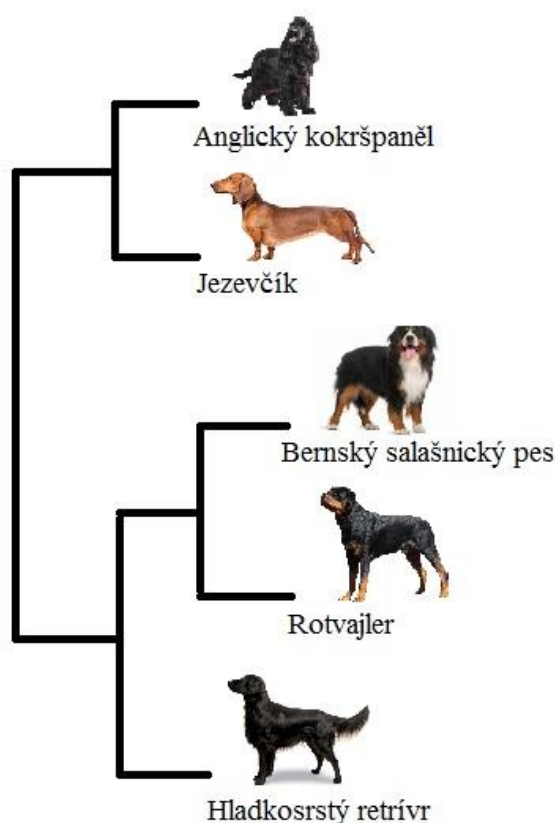 Anglický kokršpaněl
Jezevčík
Bernský salašnický pes
Rotvajler
Hladkosrstý retrívr